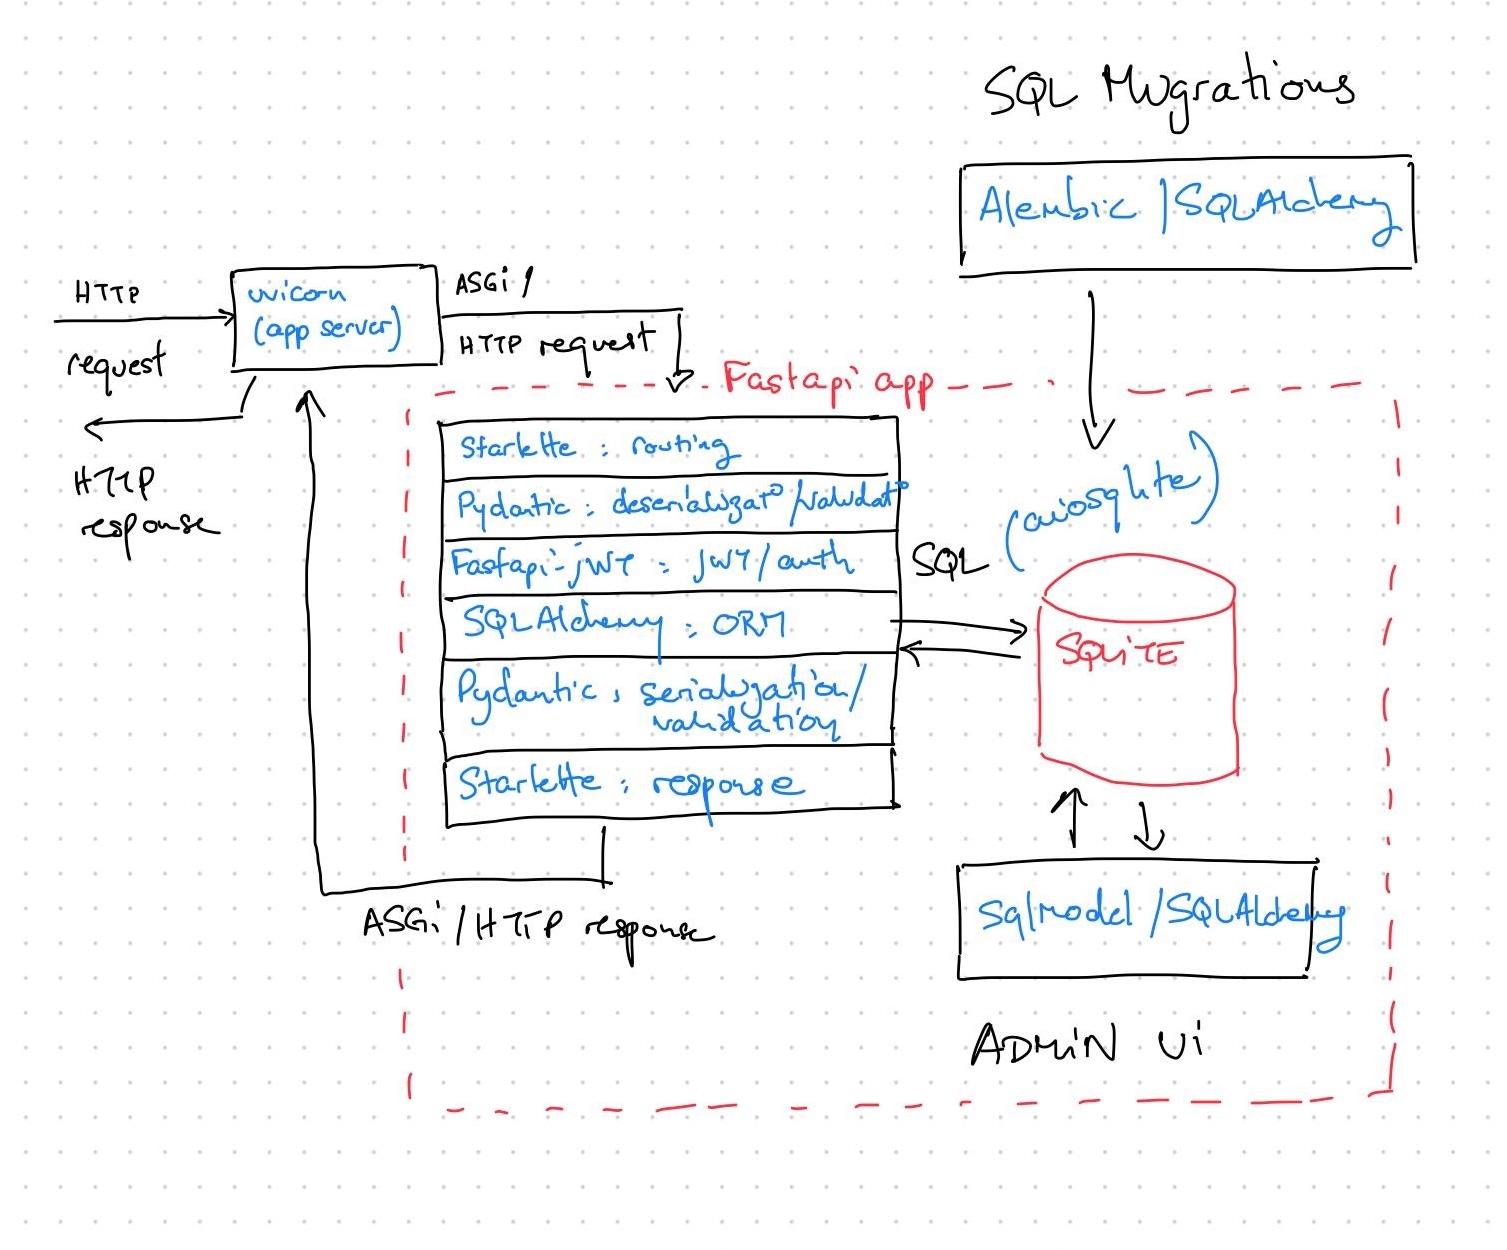 SQL Migrations
Alembic / SQLAlchemy
HTTP
request
uvicorn
(app server)
ASGi /
HTTP request
HTTP
response
Fastapi app
Starlette : routing
Pydantic : deserializat° / validat°
Fastapi-jWT : JWT / auth
SQLAlchemy : ORM
Pydantic : serialization /
validation
Starlette : response
SQL
(aiosqlite)
SQLiTE
ASGi / HTTP response
Sqlmodel / SQLAlchemy
ADMiN Ui